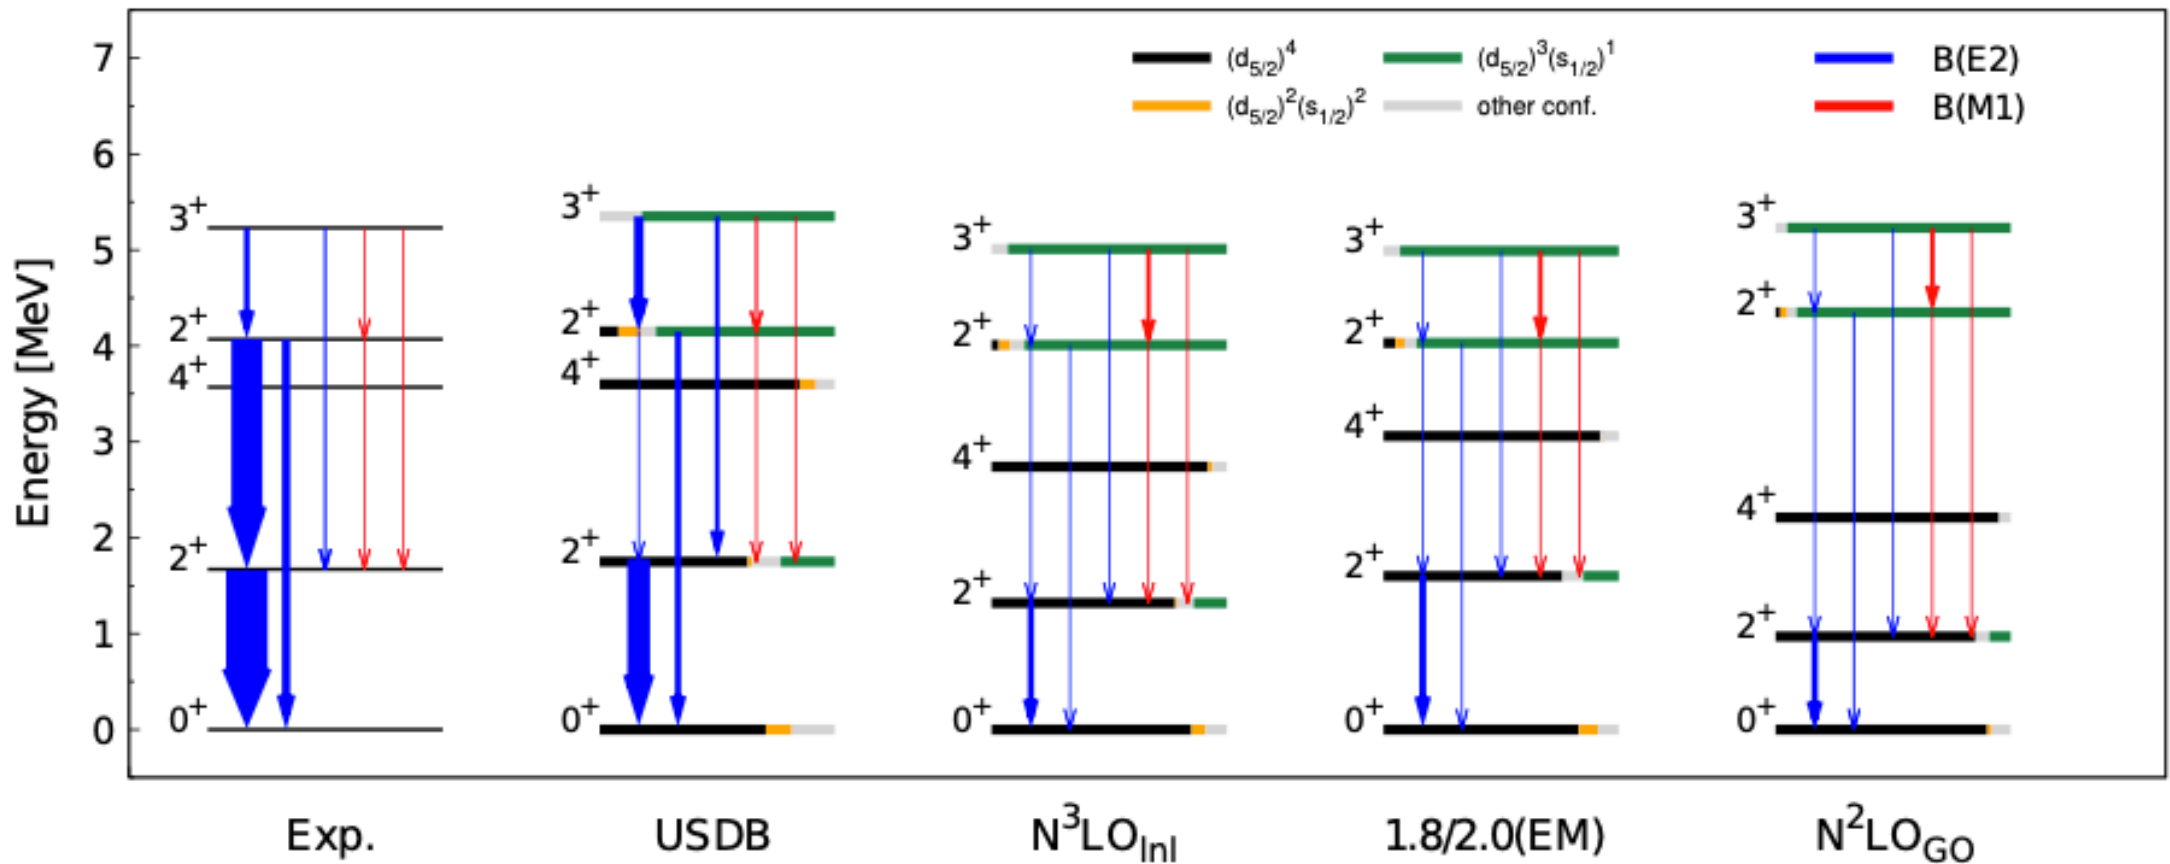 7
6
5
4
3
2
1
0
Energy [MeV]
(d5/2)^4
(d5/2)^3(s1/2)^1
B(E2)
(d5/2)^2(s1/2)^2
other conf.
B(M1)
3+
2+
4+
2+
0+
3+
2+
4+
2+
0+
3+
2+
4+
2+
0+
3+
2+
4+
2+
0+
3+
2+
4+
2+
0+
Exp.
USDB
N^3LO_lnl
1.8/2.0(EM)
N^2LO_GO